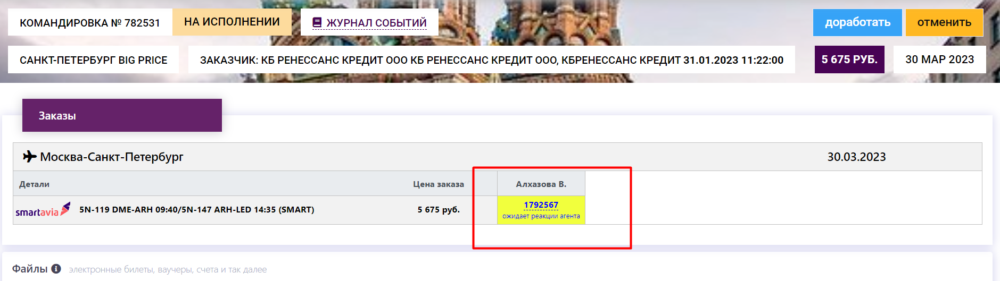 КОМАНДИРОВКА № 782531 НА ИСПОЛНЕНИИ ЖУРНАЛ СОБЫТИЙ доработать отменить
САНКТ-ПЕТЕРБУРГ BIG PRICE ЗАКАЗЧИК: КБ РЕНЕССАНС КРЕДИТ ООО КБ РЕНЕССАНС КРЕДИТ ООО, КБРЕНЕССАНС КРЕДИТ 31.01.2023 11:22:00 5 675 РУБ. 30 МАР 2023
Заказы
Москва-Санкт-Петербург 30.03.2023
Детали Цена заказа Алхазова В.
smartavia 5N-119 DME-ARH 09:40/5N-147 ARH-LED 14:35 (SMART) 5 675 руб. 1792567
ожидает реакции агента
Файлы электронные билеты, ваучеры, счета и так далее